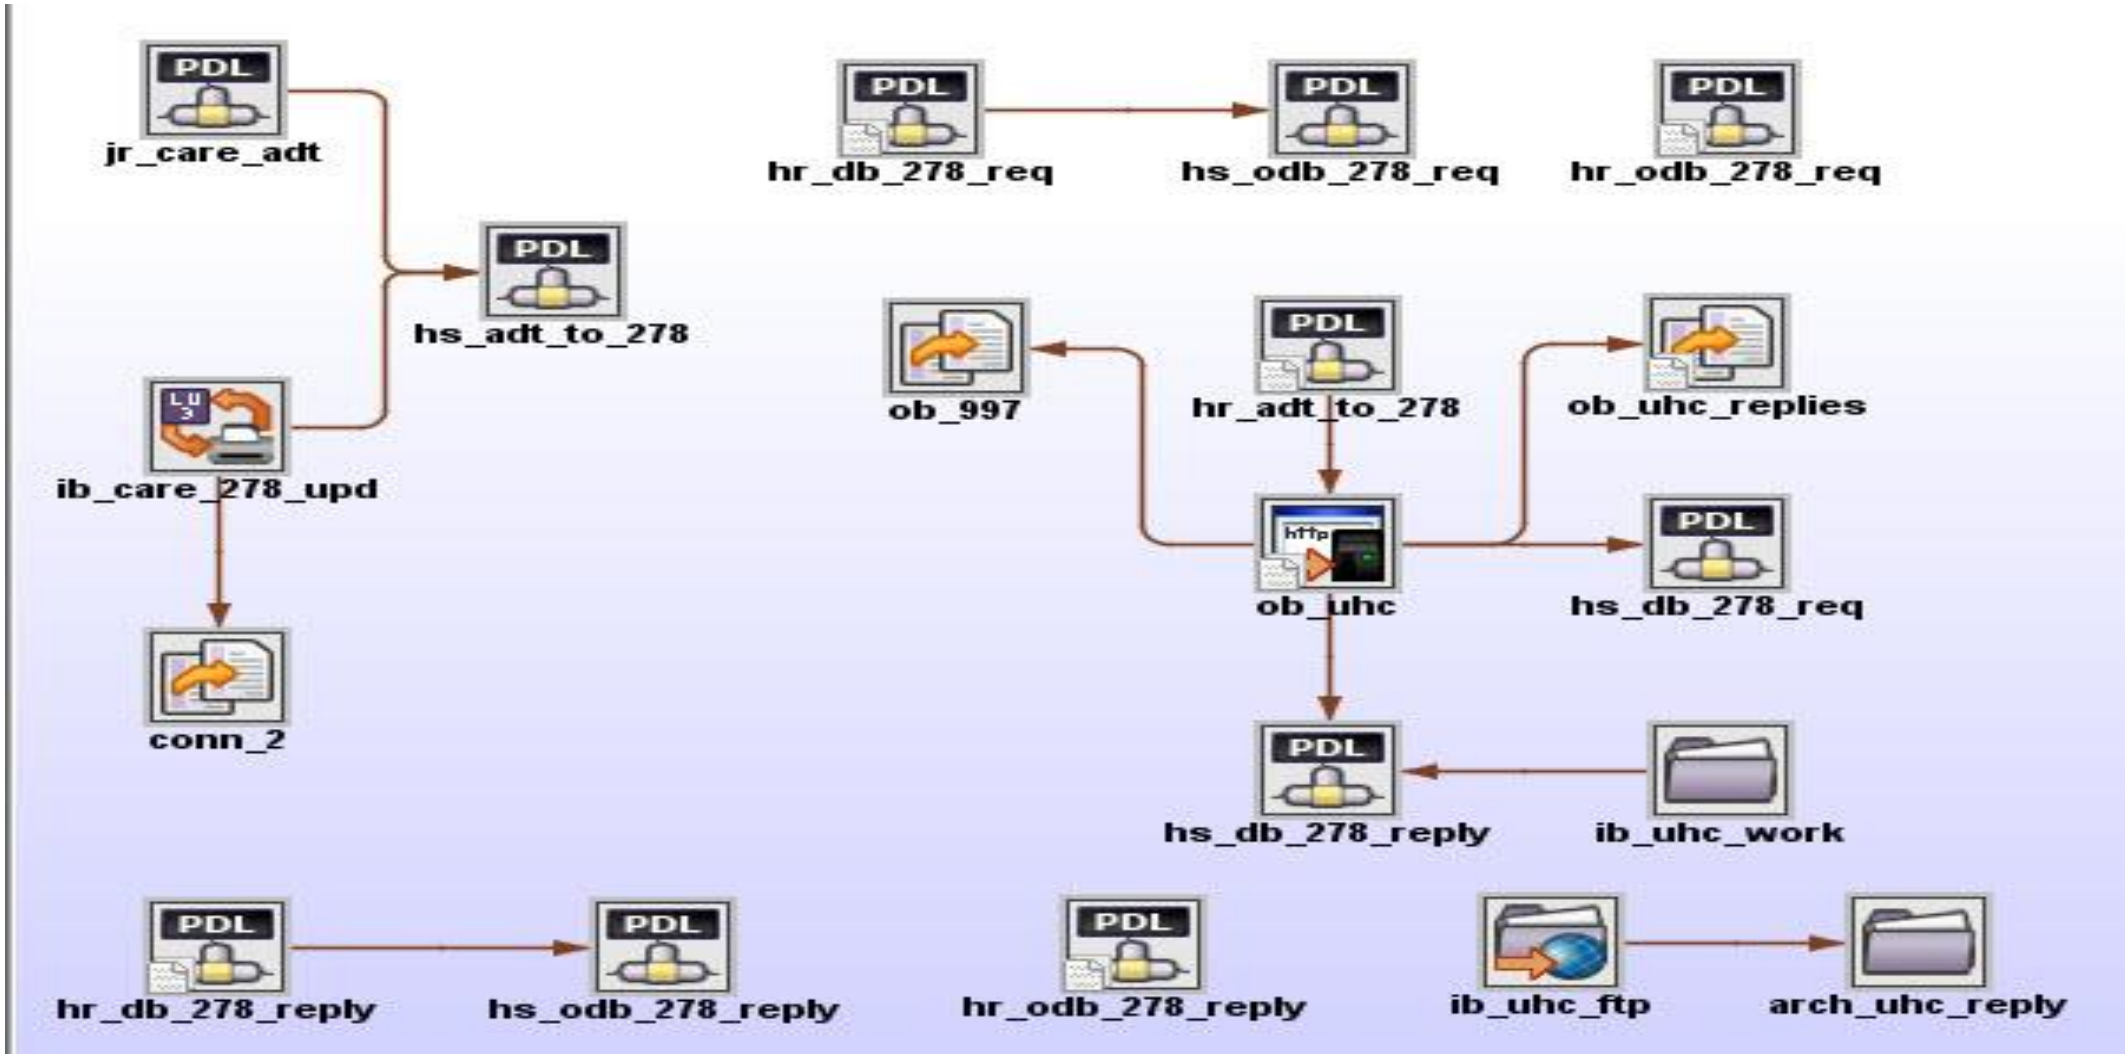 PDL
jr_care_adt
PDL
hr_db_278_req
PDL
hs_odb_278_req
PDL
hr_odb_278_req
PDL
hs_adt_to_278
ob_997
PDL
hr_adt_to_278
ob_uhc_replies
L U
3
ib_care_278_upd
http
ob_uhc
PDL
hs_db_278_req
conn_2
PDL
hs_db_278_reply
ib_uhc_work
PDL
hr_db_278_reply
PDL
hs_odb_278_reply
PDL
hr_odb_278_reply
ib_uhc_ftp
arch_uhc_reply